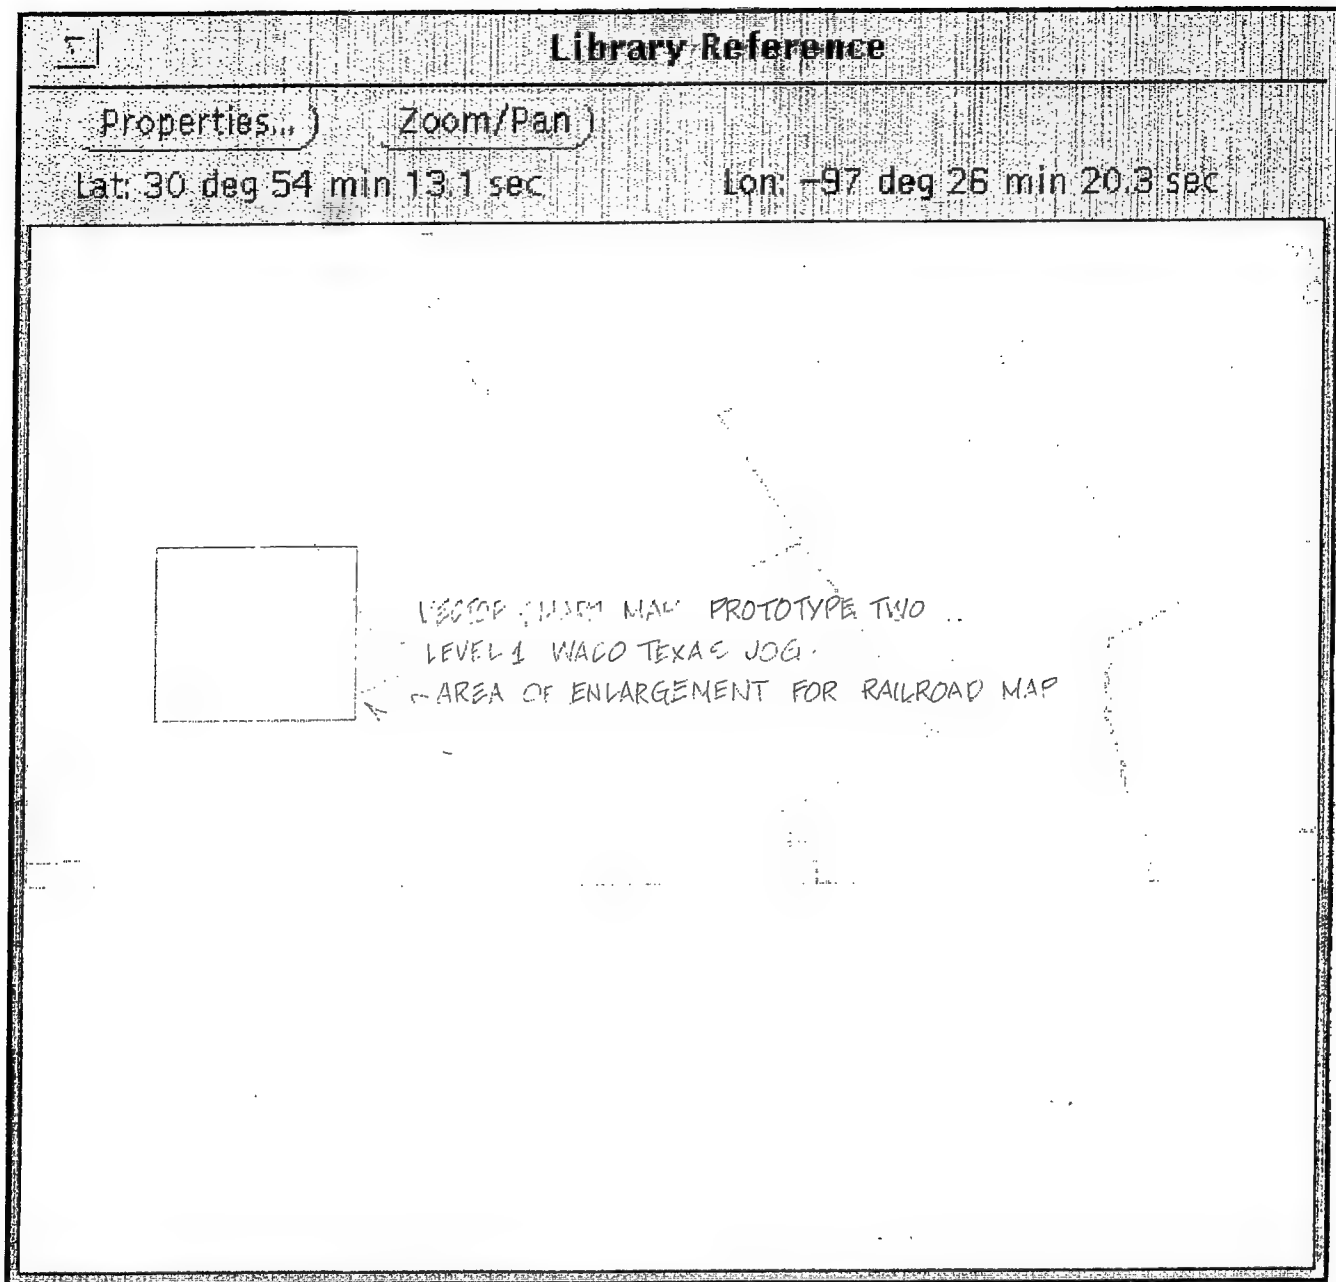 Library Reference
Properties...
Zoom/Pan
Lat: 30 deg 54 min 13.1 sec
Lon: -97 deg 26 min 20.3 sec
MAP PROTOTYPE TWO
LEVEL 1 WACO TEXAS JOG
AREA OF ENLARGEMENT FOR RAILROAD MAP